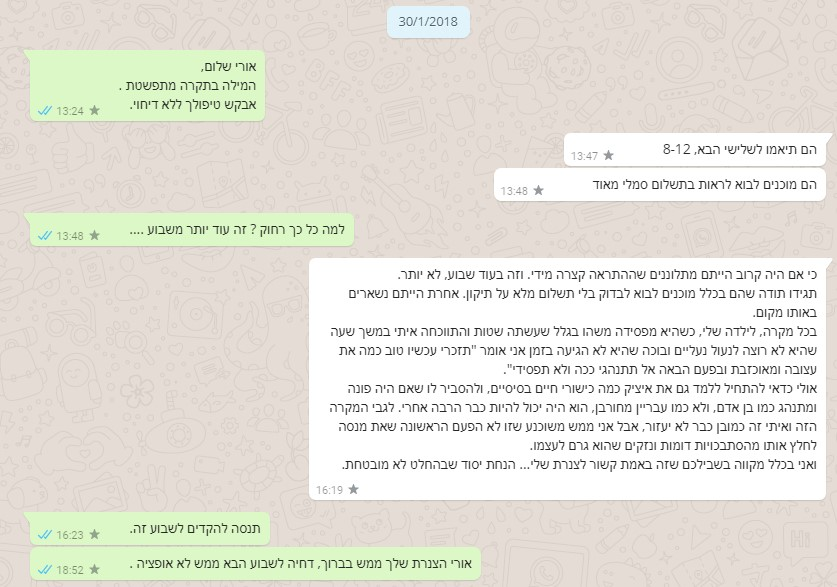 30/1/2018
אורי שלום,
המילה בתקרה מתפשטת .
אבקש טיפולך ללא דיחוי.
13:24
הם תיאמו לשלישי הבא, 8-12
13:47
הם מוכנים לבוא לראות בתשלום סמלי מאוד
13:48
למה כל כך רחוק ? זה עוד יותר משבוע ....
13:48
כי אם היה קרוב הייתם מתלוננים שההתראה קצרה מידי. וזה בעוד שבוע, לא יותר.
תגידו תודה שהם בכלל מוכנים לבוא לבדוק בלי תשלום מלא על תיקון. אחרת הייתם נשארים
באותו מקום.
בכל מקרה, לילדה שלי, כשהיא מפסידה משהו בגלל שעשתה שטות והתווכחה איתי במשך שעה
שהיא לא רוצה לנעול נעליים ובוכה שהיא לא הגיעה בזמן אני אומר "תזכרי עכשיו טוב כמה את
עצובה ומאוכזבת ובפעם הבאה אל תתנהגי ככה ולא תפסידי".
אולי כדאי להתחיל ללמד גם את איציק כמה כישורי חיים בסיסיים, ולהסביר לו שאם היה פונה
ומתנהג כמו בן אדם, ולא כמו עבריין מחורבן, הוא היה יכול להיות כבר הרבה אחרי. לגבי המקרה
הזה ואיתי זה כמובן כבר לא יעזור, אבל אני ממש משוכנע שזו לא הפעם הראשונה שאת מנסה
לחלץ אותו מהסתבכויות דומות ונזקים שהוא גרם לעצמו.
ואני בכלל מקווה בשבילכם שזה באמת קשור לצנרת שלי... הנחת יסוד שבהחלט לא מובטחת.
16:19
תנסה להקדים לשבוע זה.
16:23
אורי הצנרת שלך ממש בברוך, דחיה לשבוע הבא ממש לא אופציה .
18:52